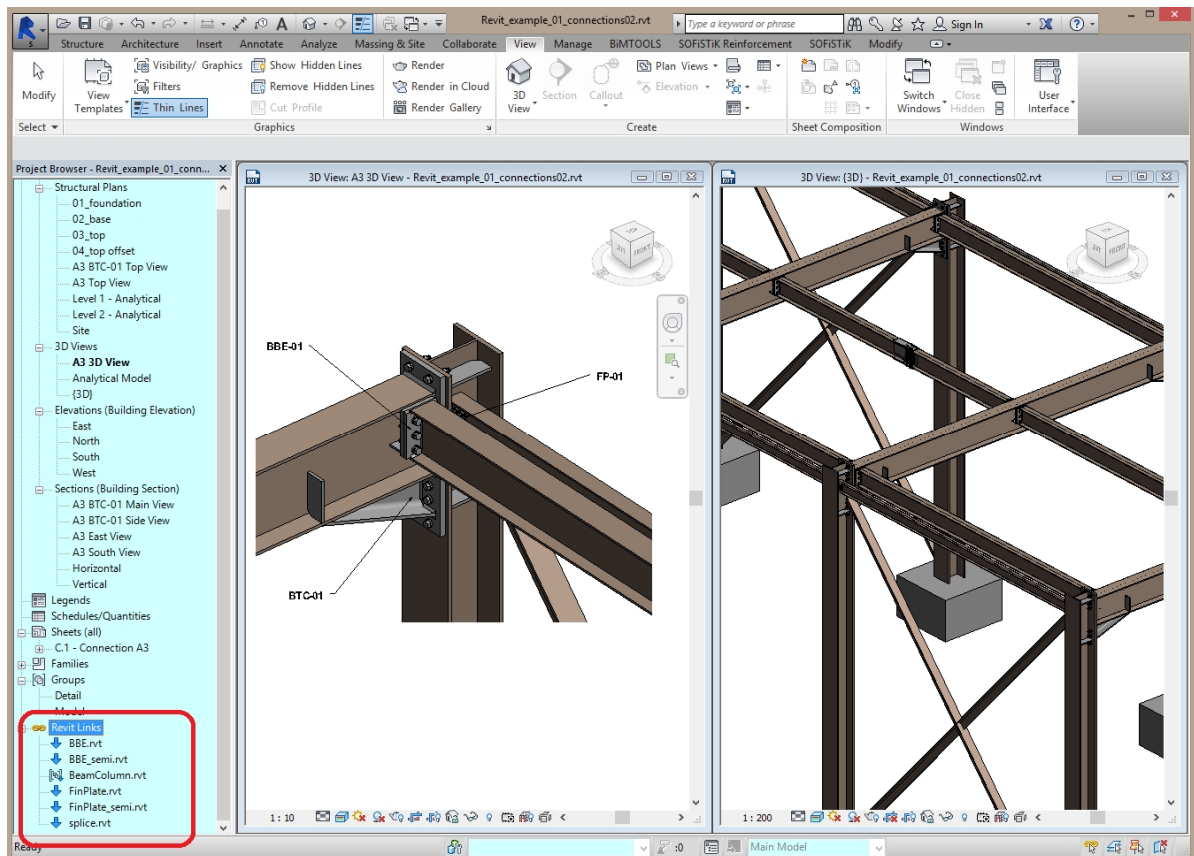 Revit_example_01_connections02.rvt
Type a keyword or phrase
Sign In
S
Structure Architecture Insert Annotate Analyze Massing & Site Collaborate View Manage BiMTOOLS SOFiSTiK Reinforcement SOFiSTiK Modify
Modify
View Templates
Visibility/ Graphics
Filters
Thin Lines
Show Hidden Lines
Remove Hidden Lines
Cut Profile
Render
Render in Cloud
Render Gallery
3D View
Section
Callout
Plan Views
Elevation
Switch Windows
Close Hidden
User Interface
Select
Graphics
Create
Sheet Composition
Windows
Project Browser - Revit_example_01_conn...
Structural Plans
01_foundation
02_base
03_top
04_top offset
A3 BTC-01 Top View
A3 Top View
Level 1 - Analytical
Level 2 - Analytical
Site
3D Views
A3 3D View
Analytical Model
{3D}
Elevations (Building Elevation)
East
North
South
West
Sections (Building Section)
A3 BTC-01 Main View
A3 BTC-01 Side View
A3 East View
A3 South View
Horizontal
Vertical
Legends
Schedules/Quantities
Sheets (all)
C.1 - Connection A3
Families
Groups
Detail
Model
Revit Links
BBE.rvt
BBE_semi.rvt
BeamColumn.rvt
FinPlate.rvt
FinPlate_semi.rvt
splice.rvt
3D View: A3 3D View - Revit_example_01_connections02.rvt
FRONT
BBE-01
FP-01
BTC-01
1 : 10
3D View: {3D} - Revit_example_01_connections02.rvt
FRONT
1 : 200
Ready
:0
Main Model